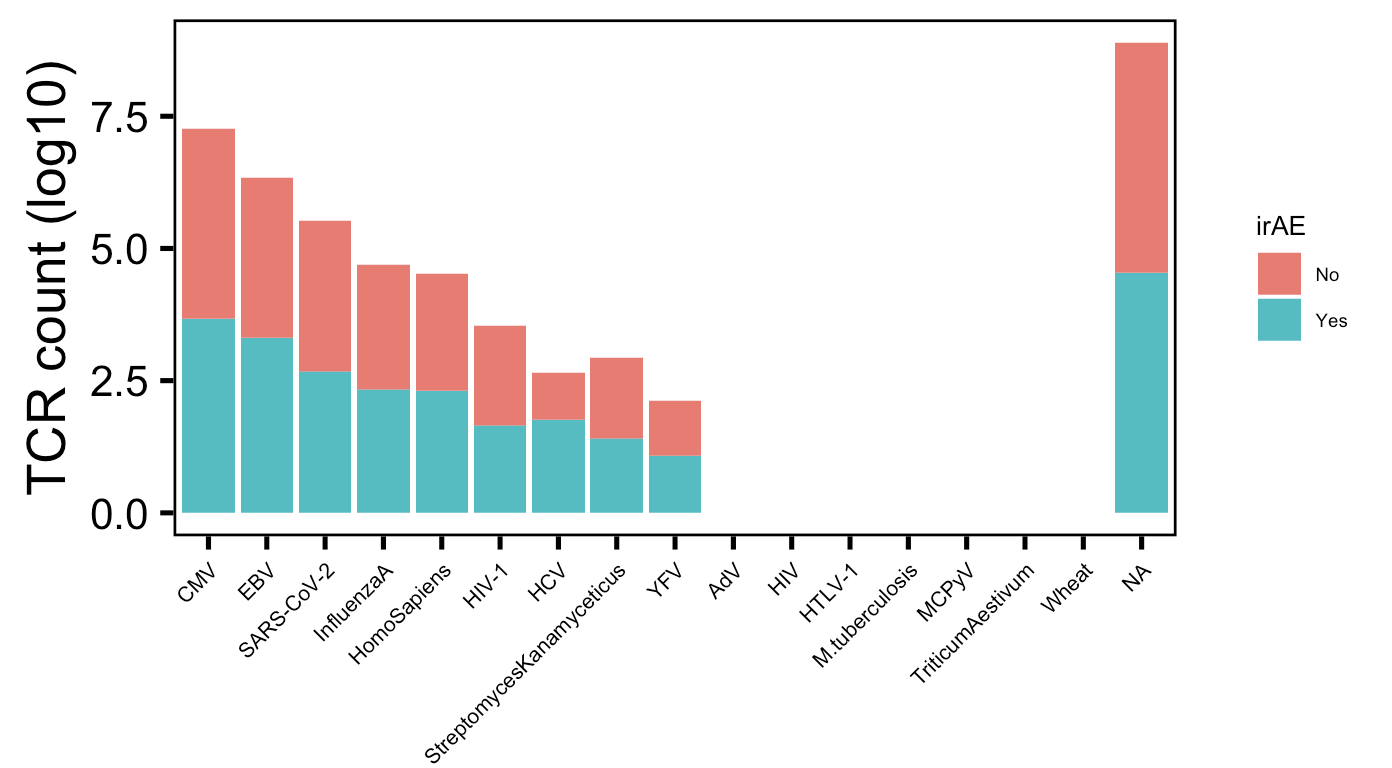 TCR count (log10)
7.5
5.0
2.5
0.0
CMV
EBV
SARS-CoV-2
InfluenzaA
HomoSapiens
HIV-1
HCV
StreptomycesKanamyceticus
YFV
AdV
HIV
HTLV-1
M.tuberculosis
MCPyV
TriticumAestivum
Wheat
NA
irAE
No
Yes